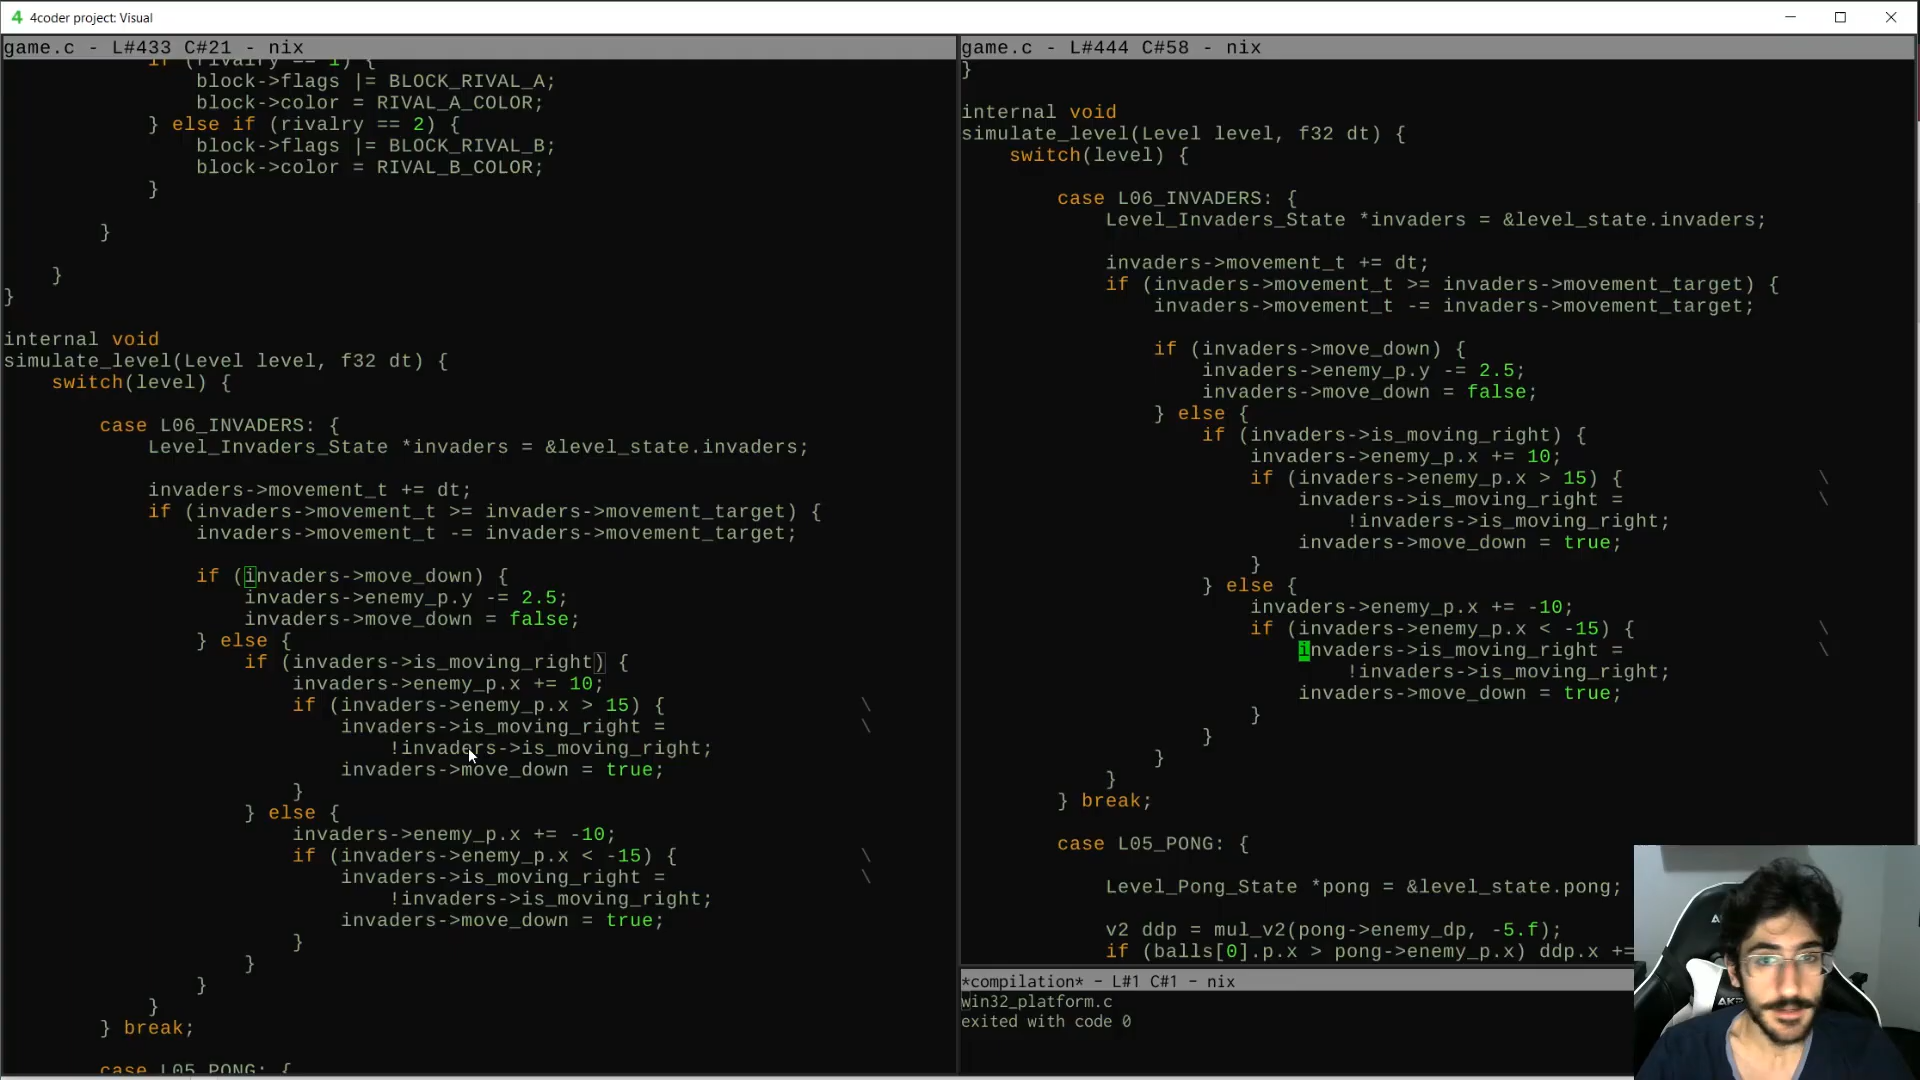 4coder project: Visual
game.c - L#433 C#21 - nix
if (rivalry == 1) {
block->flags |= BLOCK_RIVAL_A;
block->color = RIVAL_A_COLOR;
} else if (rivalry == 2) {
block->flags |= BLOCK_RIVAL_B;
block->color = RIVAL_B_COLOR;
}
}
}
}
internal void
simulate_level(Level level, f32 dt) {
switch(level) {
case L06_INVADERS: {
Level_Invaders_State *invaders = &level_state.invaders;
invaders->movement_t += dt;
if (invaders->movement_t >= invaders->movement_target) {
invaders->movement_t -= invaders->movement_target;
if (invaders->move_down) {
invaders->enemy_p.y -= 2.5;
invaders->move_down = false;
} else {
if (invaders->is_moving_right) {
invaders->enemy_p.x += 10;
if (invaders->enemy_p.x > 15) { \
invaders->is_moving_right = \
!invaders->is_moving_right;
invaders->move_down = true;
}
} else {
invaders->enemy_p.x += -10;
if (invaders->enemy_p.x < -15) { \
invaders->is_moving_right = \
!invaders->is_moving_right;
invaders->move_down = true;
}
}
}
}
} break;
case L05_PONG: {
game.c - L#444 C#58 - nix
}
internal void
simulate_level(Level level, f32 dt) {
switch(level) {
case L06_INVADERS: {
Level_Invaders_State *invaders = &level_state.invaders;
invaders->movement_t += dt;
if (invaders->movement_t >= invaders->movement_target) {
invaders->movement_t -= invaders->movement_target;
if (invaders->move_down) {
invaders->enemy_p.y -= 2.5;
invaders->move_down = false;
} else {
if (invaders->is_moving_right) {
invaders->enemy_p.x += 10;
if (invaders->enemy_p.x > 15) { \
invaders->is_moving_right = \
!invaders->is_moving_right;
invaders->move_down = true;
}
} else {
invaders->enemy_p.x += -10;
if (invaders->enemy_p.x < -15) { \
invaders->is_moving_right = \
!invaders->is_moving_right;
invaders->move_down = true;
}
}
}
}
} break;
case L05_PONG: {
Level_Pong_State *pong = &level_state.pong;
v2 ddp = mul_v2(pong->enemy_dp, -5.f);
if (balls[0].p.x > pong->enemy_p.x) ddp.x +=
*compilation* - L#1 C#1 - nix
win32_platform.c
exited with code 0